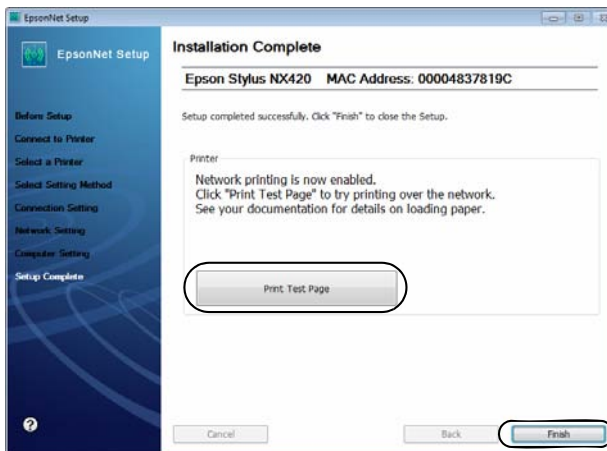 EpsonNet Setup
EpsonNet Setup
Before Setup
Connect to Printer
Select a Printer
Select Setting Method
Connection Setting
Network Setting
Computer Setting
Setup Complete
?
Installation Complete
Epson Stylus NX420 MAC Address: 00004837819C
Setup completed successfully. Click "Finish" to close the Setup.
Printer
Network printing is now enabled.
Click "Print Test Page" to try printing over the network.
See your documentation for details on loading paper.
Print Test Page
Cancel
Back
Finish